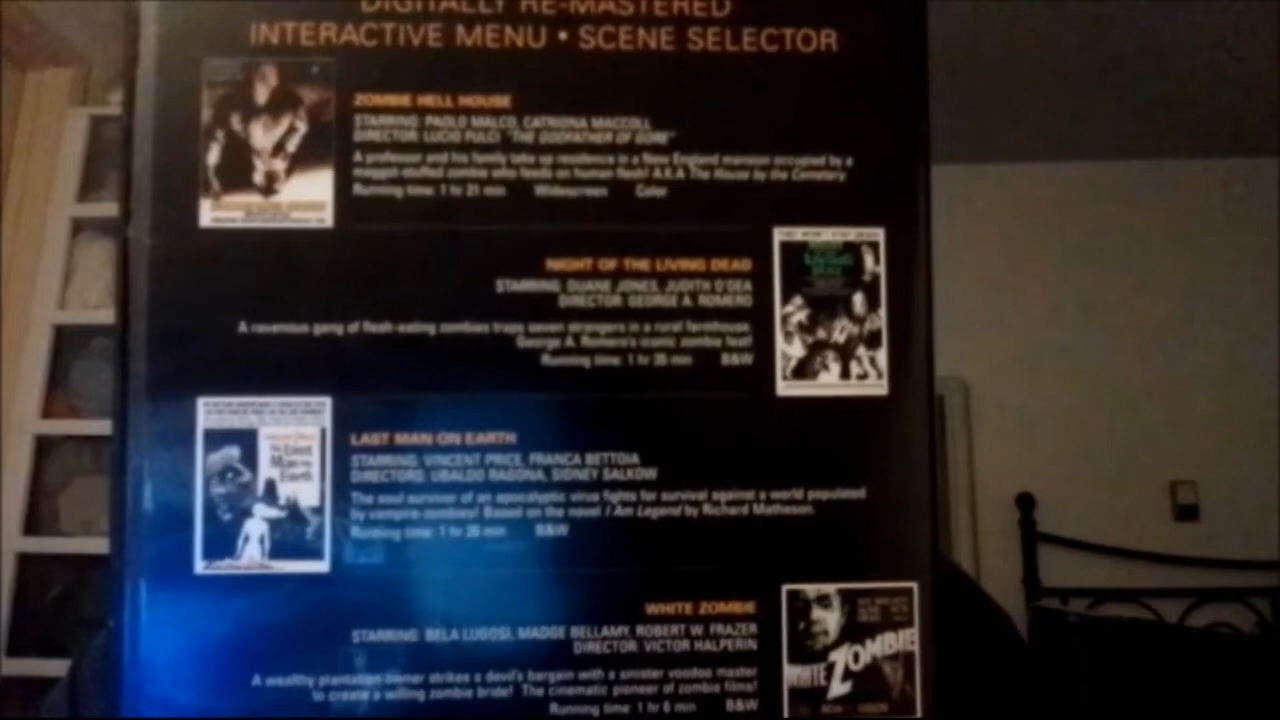 DIGITALLY RE-MASTERED
INTERACTIVE MENU • SCENE SELECTOR
ZOMBIE HELL HOUSE
STARRING: PAOLO MALCO, CATRIONA MACCOLL
DIRECTOR: LUCIO FULCI "THE GODFATHER OF GORE"
A professor and his family take up residence in a New England mansion occupied by a
maggot-stuffed zombie who feeds on human flesh! A.K.A The House by the Cemetery.
Running time: 1 hr 21 min Widescreen Color
NIGHT OF THE LIVING DEAD
STARRING: DUANE JONES, JUDITH O'DEA
DIRECTOR: GEORGE A. ROMERO
A ravenous gang of flesh-eating zombies traps seven strangers in a rural farmhouse.
George A. Romero's iconic zombie fest!
Running time: 1 hr 35 min B&W
The Last
Man on
Earth
LAST MAN ON EARTH
STARRING: VINCENT PRICE, FRANCA BETTOIA
DIRECTORS: UBALDO RAGONA, SIDNEY SALKOW
The soul survivor of an apocalyptic virus fights for survival against a world populated
by vampire-zombies! Based on the novel I Am Legend by Richard Matheson.
Running time: 1 hr 26 min B&W
WHITE ZOMBIE
STARRING: BELA LUGOSI, MADGE BELLAMY, ROBERT W. FRAZER
DIRECTOR: VICTOR HALPERIN
A wealthy plantation owner strikes a devil's bargain with a sinister voodoo master
to create a willing zombie bride! The cinematic pioneer of zombie films!
Running time: 1 hr 6 min B&W
WHITE ZOMBIE